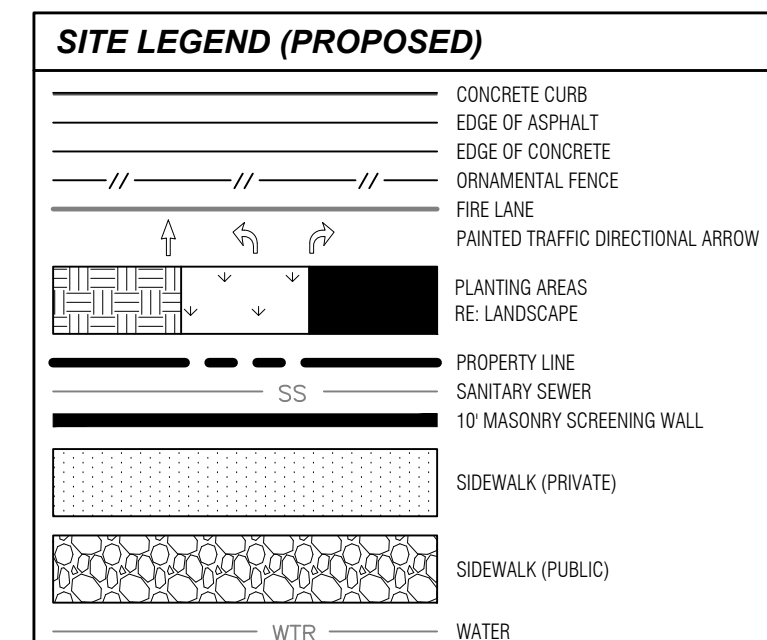 SITE LEGEND (PROPOSED)
CONCRETE CURB
EDGE OF ASPHALT
EDGE OF CONCRETE
ORNAMENTAL FENCE
FIRE LANE
PAINTED TRAFFIC DIRECTIONAL ARROW
PLANTING AREAS
RE: LANDSCAPE
PROPERTY LINE
SS SANITARY SEWER
10' MASONRY SCREENING WALL
SIDEWALK (PRIVATE)
SIDEWALK (PUBLIC)
WTR WATER